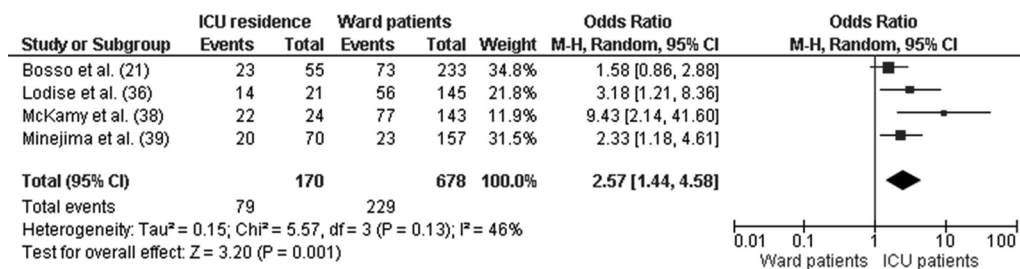 ICU residence Ward patients Odds Ratio Odds Ratio
Study or Subgroup Events Total Events Total Weight M-H, Random, 95% CI M-H, Random, 95% CI
Bosso et al. (21) 23 55 73 233 34.8% 1.58 [0.86, 2.88]
Lodise et al. (36) 14 21 56 145 21.8% 3.18 [1.21, 8.36]
McKamy et al. (38) 22 24 77 143 11.9% 9.43 [2.14, 41.60]
Minejima et al. (39) 20 70 23 157 31.5% 2.33 [1.18, 4.61]
Total (95% CI) 170 678 100.0% 2.57 [1.44, 4.58]
Total events 79 229
Heterogeneity: Tau² = 0.15; Chi² = 5.57, df = 3 (P = 0.13); I² = 46%
Test for overall effect: Z = 3.20 (P = 0.001)
0.01 0.1 1 10 100
Ward patients ICU patients